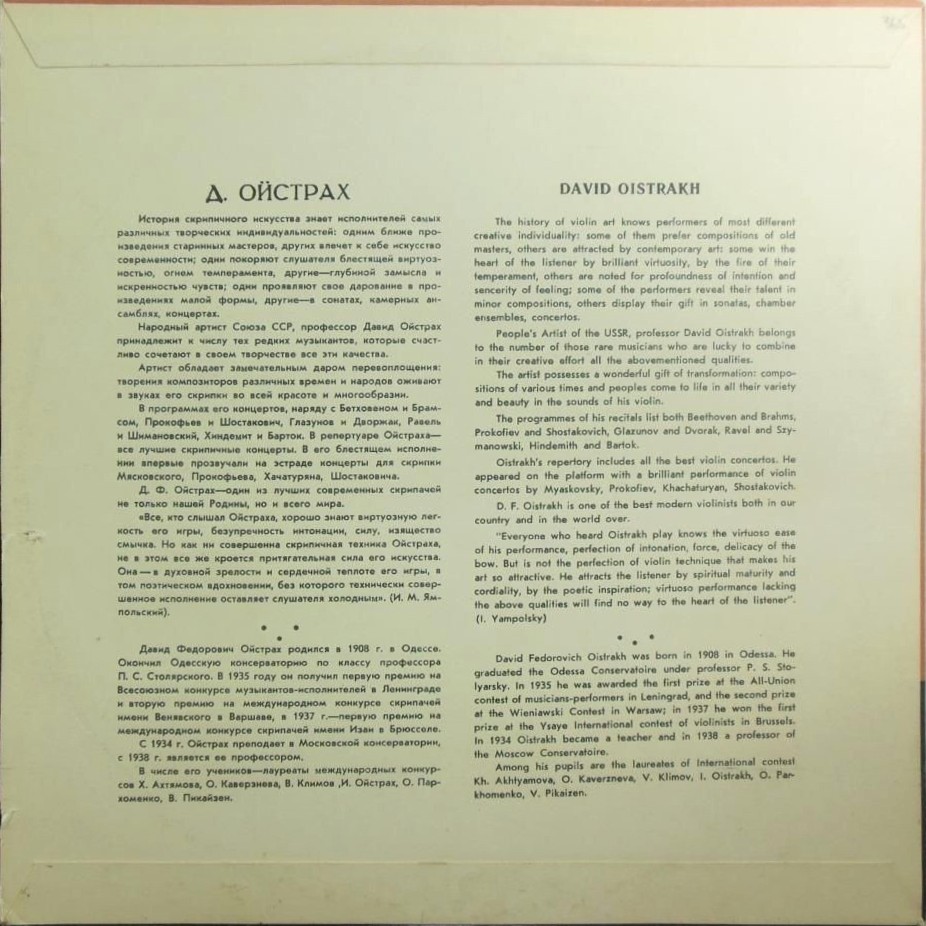 Д. ОЙСТРАХ
История скрипичного искусства знает исполнителей самых
различных творческих индивидуальностей: одним ближе про-
изведения старинных мастеров, других влечет к себе искусство
современности; одни покоряют слушателя блестящей виртуоз-
ностью, огнем темперамента, другие—глубиной замысла и
искренностью чувств; одни проявляют свое дарование в про-
изведениях малой формы, другие—в сонатах, камерных ан-
самблях, концертах.
Народный артист Союза ССР, профессор Давид Ойстрах
принадлежит к числу тех редких музыкантов, которые счаст-
ливо сочетают в своем творчестве все эти качества.
Артист обладает замечательным даром перевоплощения:
творения композиторов различных времен и народов оживают
в звуках его скрипки во всей красоте и многообразии.
В программах его концертов, наряду с Бетховеном и Брам-
сом, Прокофьев и Шостакович, Глазунов и Дворжак, Равель
и Шимановский, Хиндемит и Барток. В репертуаре Ойстраха—
все лучшие скрипичные концерты. В его блестящем исполне-
нии впервые прозвучали на эстраде концерты для скрипки
Мясковского, Прокофьева, Хачатуряна, Шостаковича.
Д. Ф. Ойстрах—один из лучших современных скрипачей
не только нашей Родины, но и всего мира.
«Все, кто слышал Ойстраха, хорошо знают виртуозную лег-
кость его игры, безупречность интонации, силу, изящество
смычка. Но как ни совершенна скрипичная техника Ойстраха,
не в этом все же кроется притягательная сила его искусства.
Она—в духовной зрелости и сердечной теплоте его игры, в
том поэтическом вдохновении, без которого технически совер-
шенное исполнение оставляет слушателя холодным». (И. М. Ям-
польский).
Давид Федорович Ойстрах родился в 1908 г. в Одессе.
Окончил Одесскую консерваторию по классу профессора
П. С. Столярского. В 1935 году он получил первую премию на
Всесоюзном конкурсе музыкантов-исполнителей в Ленинграде
и вторую премию на международном конкурсе скрипачей
имени Венявского в Варшаве, в 1937 г.—первую премию на
международном конкурсе скрипачей имени Изаи в Брюсселе.
С 1934 г. Ойстрах преподает в Московской консерватории,
с 1938 г. является ее профессором.
В числе его учеников—лауреаты международных конкур-
сов Х. Ахтямова, О. Каверзнева, В. Климов ,И. Ойстрах, О. Пар-
хоменко, В. Пикайзен.
DAVID OISTRAKH
The history of violin art knows performers of most different
creative individuality: some of them prefer compositions of old
masters, others are attracted by contemporary art: some win the
heart of the listener by brilliant virtuosity, by the fire of their
temperament, others are noted for profoundness of intention and
sencerity of feeling; some of the performers reveal their talent in
minor compositions, others display their gift in sonatas, chamber
ensembles, concertos.
People's Artist of the USSR, professor David Oistrakh belongs
to the number of those rare musicians who are lucky to combine
in their creative effort all the abovementioned qualities.
The artist possesses a wonderful gift of transformation: compo-
sitions of various times and peoples come to life in all their variety
and beauty in the sounds of his violin.
The programmes of his recitals list both Beethoven and Brahms,
Prokofiev and Shostakovich, Glazunov and Dvorak, Ravel and Szy-
manowski, Hindemith and Bartok.
Oistrakh's repertory includes all the best violin concertos. He
appeared on the platform with a brilliant performance of violin
concertos by Myaskovsky, Prokofiev, Khachaturyan, Shostakovich.
D. F. Oistrakh is one of the best modern violinists both in our
country and in the world over.
"Everyone who heard Oistrakh play knows the virtuoso ease
of his performance, perfection of intonation, force, delicacy of the
bow. But is not the perfection of violin technique that makes his
art so attractive. He attracts the listener by spiritual maturity and
cordiality, by the poetic inspiration; virtuoso performance lacking
the above qualities will find no way to the heart of the listener".
(I. Yampolsky)
David Fedorovich Oistrakh was born in 1908 in Odessa. He
graduated the Odessa Conservatoire under professor P. S. Sto-
lyarsky. In 1935 he was awarded the first prize at the All-Union
contest of musicians-performers in Leningrad, and the second prize
at the Wieniawski Contest in Warsaw; in 1937 he won the first
prize at the Ysaye International contest of violinists in Brussels.
In 1934 Oistrakh became a teacher and in 1938 a professor of
the Moscow Conservatoire.
Among his pupils are the laureates of International contest
Kh. Akhtyamova, O. Kaverzneva, V. Klimov, I. Oistrakh, O. Par-
khomenko, V. Pikaizen.